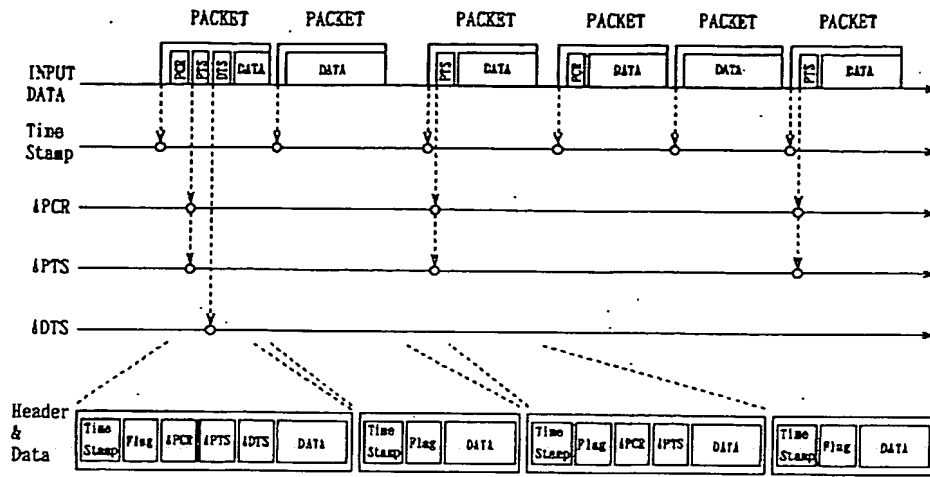 PACKET PACKET PACKET PACKET PACKET PACKET
PCR PTS DTS DATA DATA PTS DATA PCR DATA DATA PTS DATA
INPUT
DATA
Time
Stamp
ΔPCR
ΔPTS
ΔDTS
Header
&
Data
Time
Stamp Flag ΔPCR ΔPTS ΔDTS DATA
Time
Stamp Flag DATA
Time
Stamp Flag ΔPCR ΔPTS DATA
Time
Stamp Flag DATA